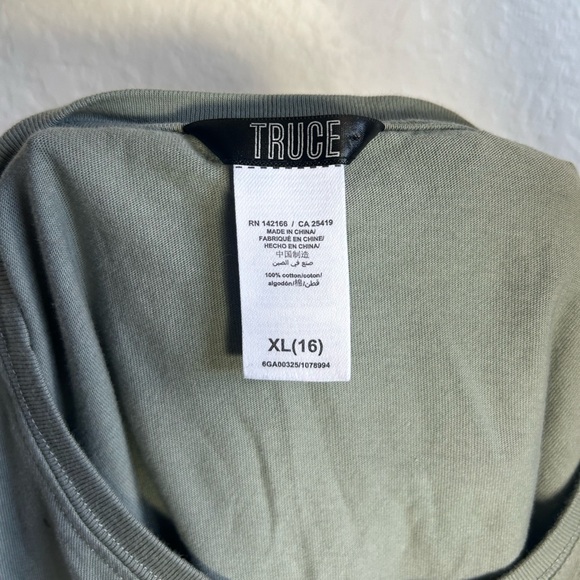 TRUCE
RN 142166 / CA 25419
MADE IN CHINA/
FABRIQUÉ EN CHINE/
HECHO EN CHINA/
中国制造
صنع في الصين
100% cotton/coton/
algodón/棉/قطن
XL(16)
6GA00325/1078994